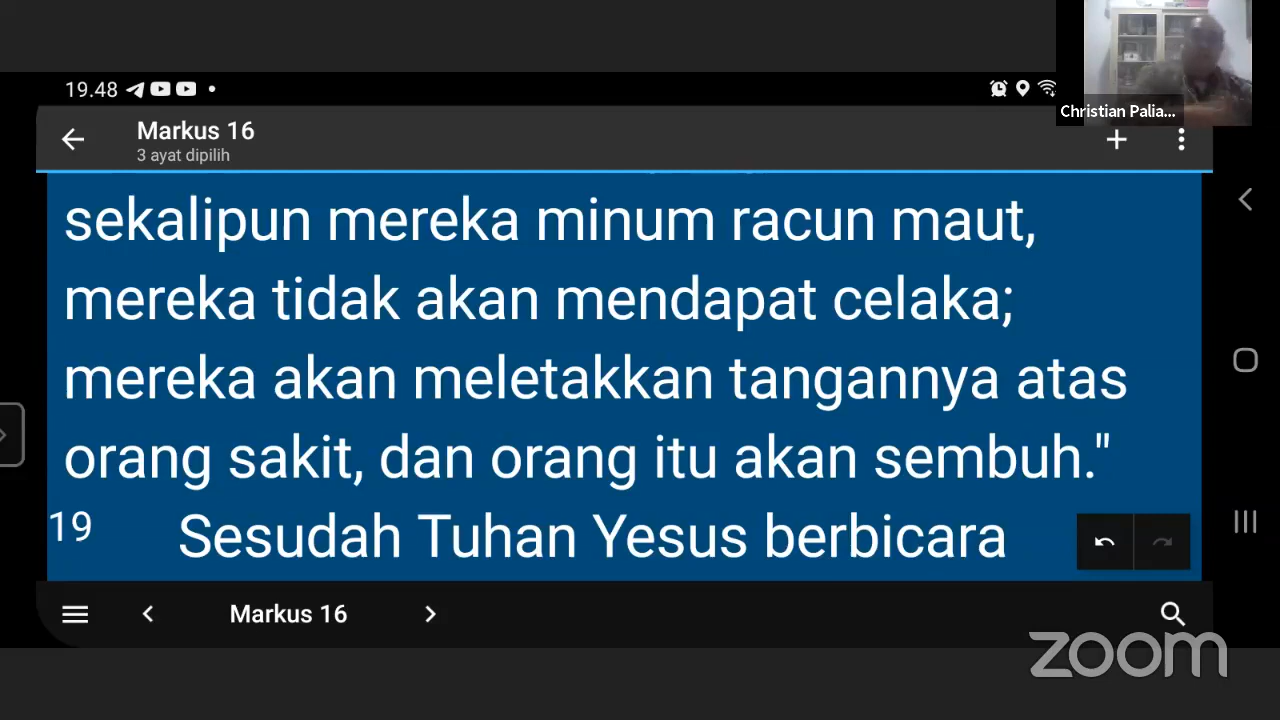 19.48
Christian Palia...
Markus 16
3 ayat dipilih
sekalipun mereka minum racun maut,
mereka tidak akan mendapat celaka;
mereka akan meletakkan tangannya atas
orang sakit, dan orang itu akan sembuh."
19 Sesudah Tuhan Yesus berbicara
Markus 16
zoom